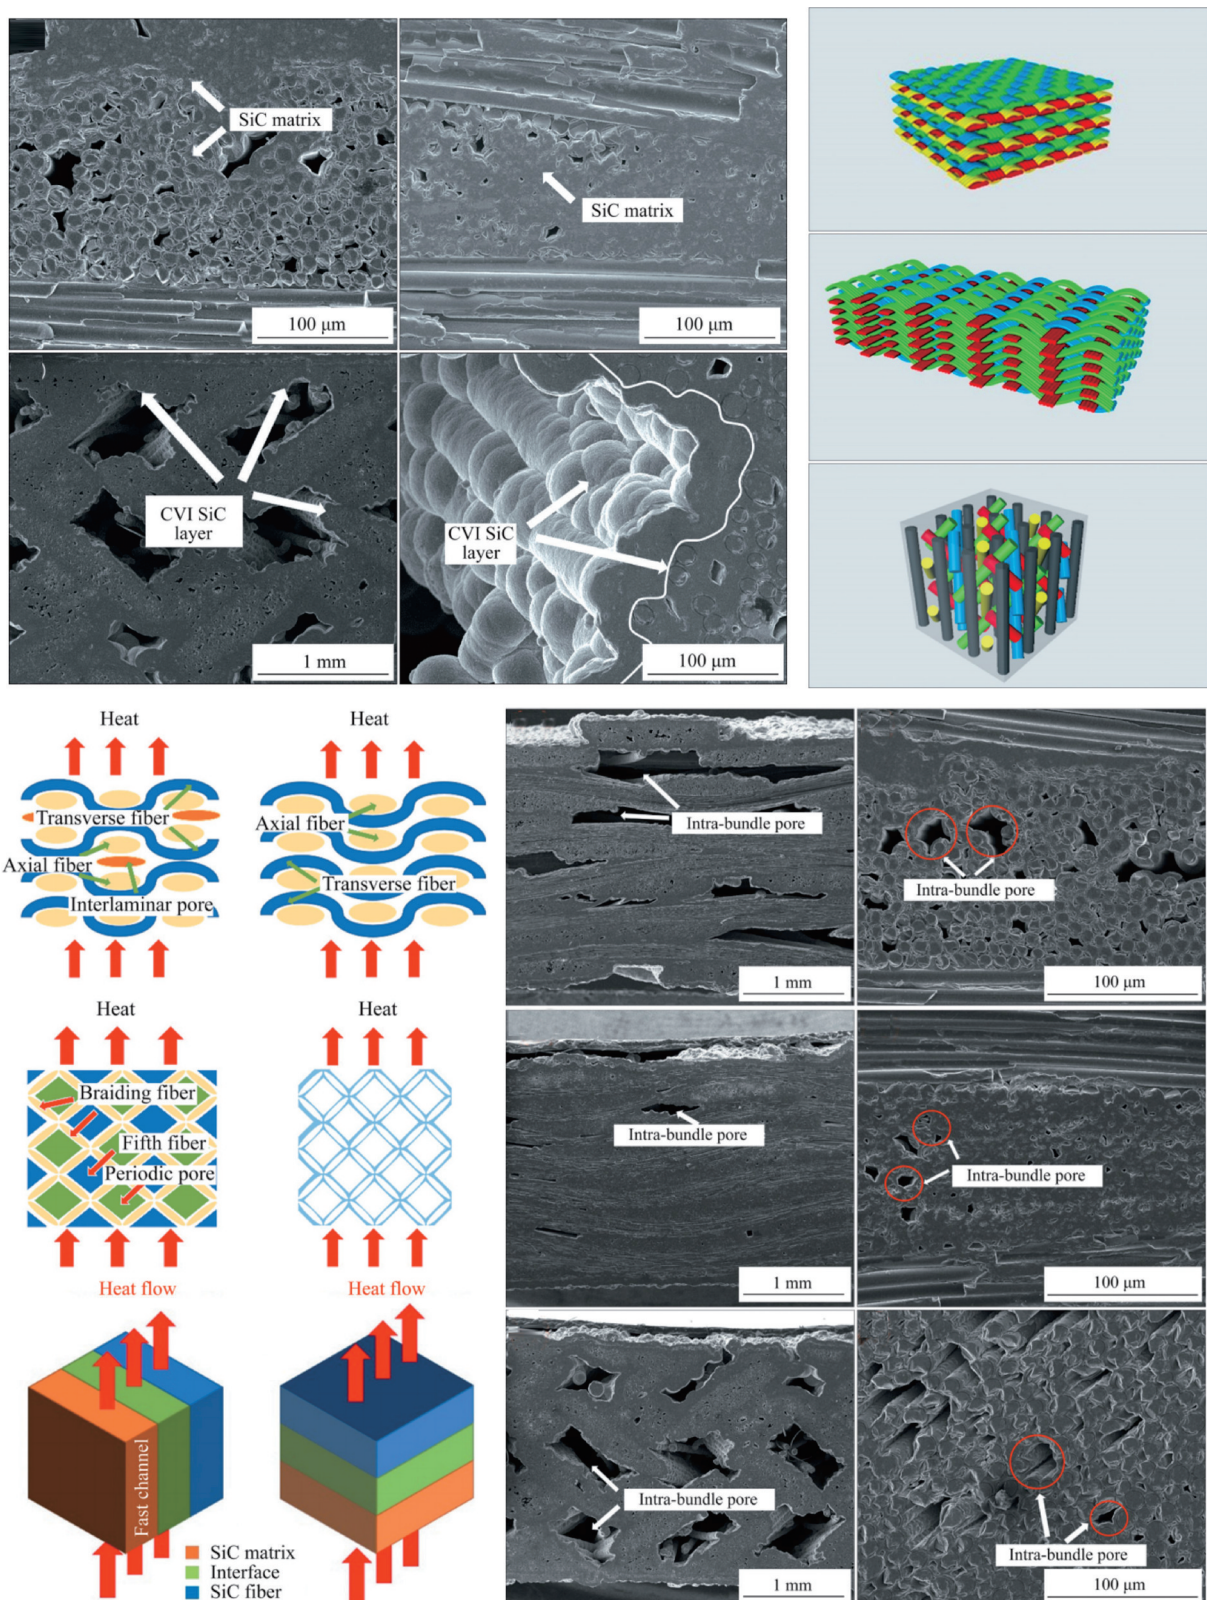 SiC matrix
100 μm
SiC matrix
100 μm
CVI SiC
layer
1 mm
CVI SiC
layer
100 μm
Heat
Transverse fiber
Axial fiber
Interlaminar pore
Heat
Axial fiber
Transverse fiber
Heat
Braiding fiber
Fifth fiber
Periodic pore
Heat
Heat flow
Fast channel
Heat flow
SiC matrix
Interface
SiC fiber
Intra-bundle pore
1 mm
Intra-bundle pore
100 μm
Intra-bundle pore
1 mm
Intra-bundle pore
100 μm
Intra-bundle pore
1 mm
Intra-bundle pore
100 μm